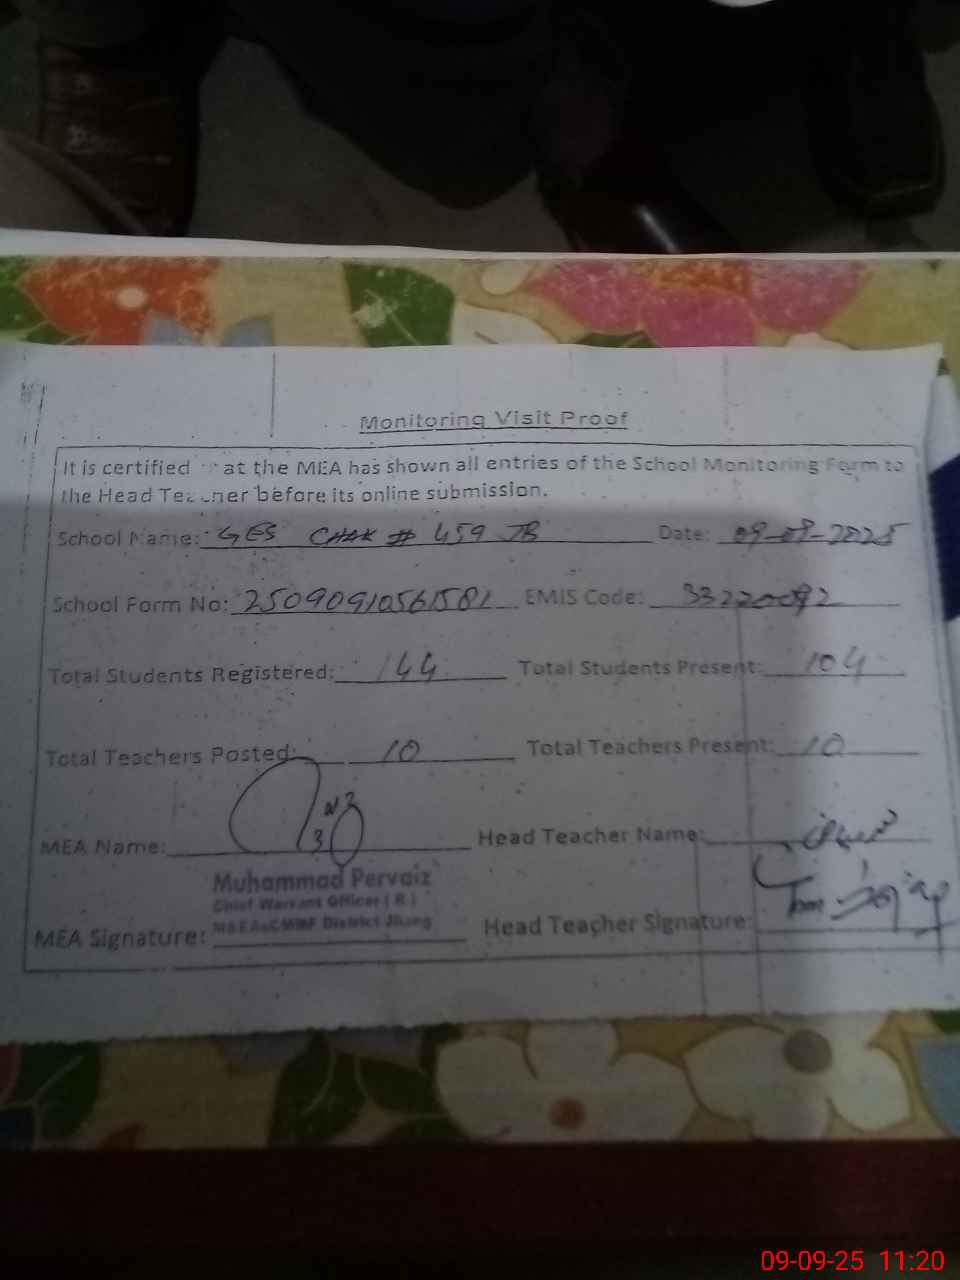 Monitoring Visit Proof
It is certified at the MEA has shown all entries of the School Monitoring Form to
the Head Teacher before its online submission.
School Name: GES CHAK # 459 JB Date: 09-09-2025
School Form No: 25090910561581 EMIS Code: 33220092
Total Students Registered: 144 Total Students Present: 104
Total Teachers Posted: 10 Total Teachers Present: 10
MEA Name: Head Teacher Name:
Muhammad Pervaiz
Chief Warrant Officer ( R )
MEA Signature: District Jhang Head Teacher Signature:
09-09-25 11:20